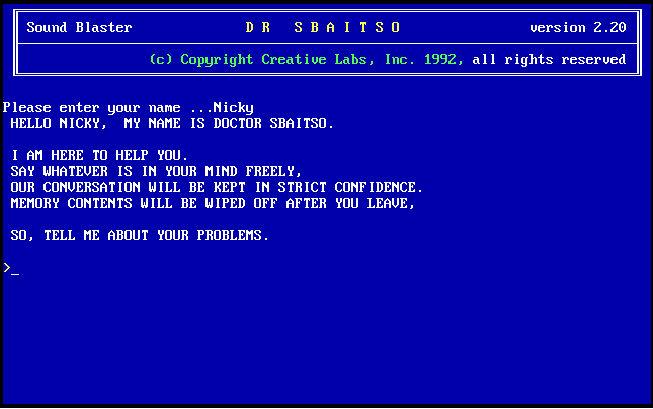 Sound Blaster D R S B A I T S O version 2.20
(c) Copyright Creative Labs, Inc. 1992, all rights reserved
Please enter your name ...Nicky
HELLO NICKY, MY NAME IS DOCTOR SBAITSO.
I AM HERE TO HELP YOU.
SAY WHATEVER IS IN YOUR MIND FREELY,
OUR CONVERSATION WILL BE KEPT IN STRICT CONFIDENCE.
MEMORY CONTENTS WILL BE WIPED OFF AFTER YOU LEAVE,
SO, TELL ME ABOUT YOUR PROBLEMS.
>_